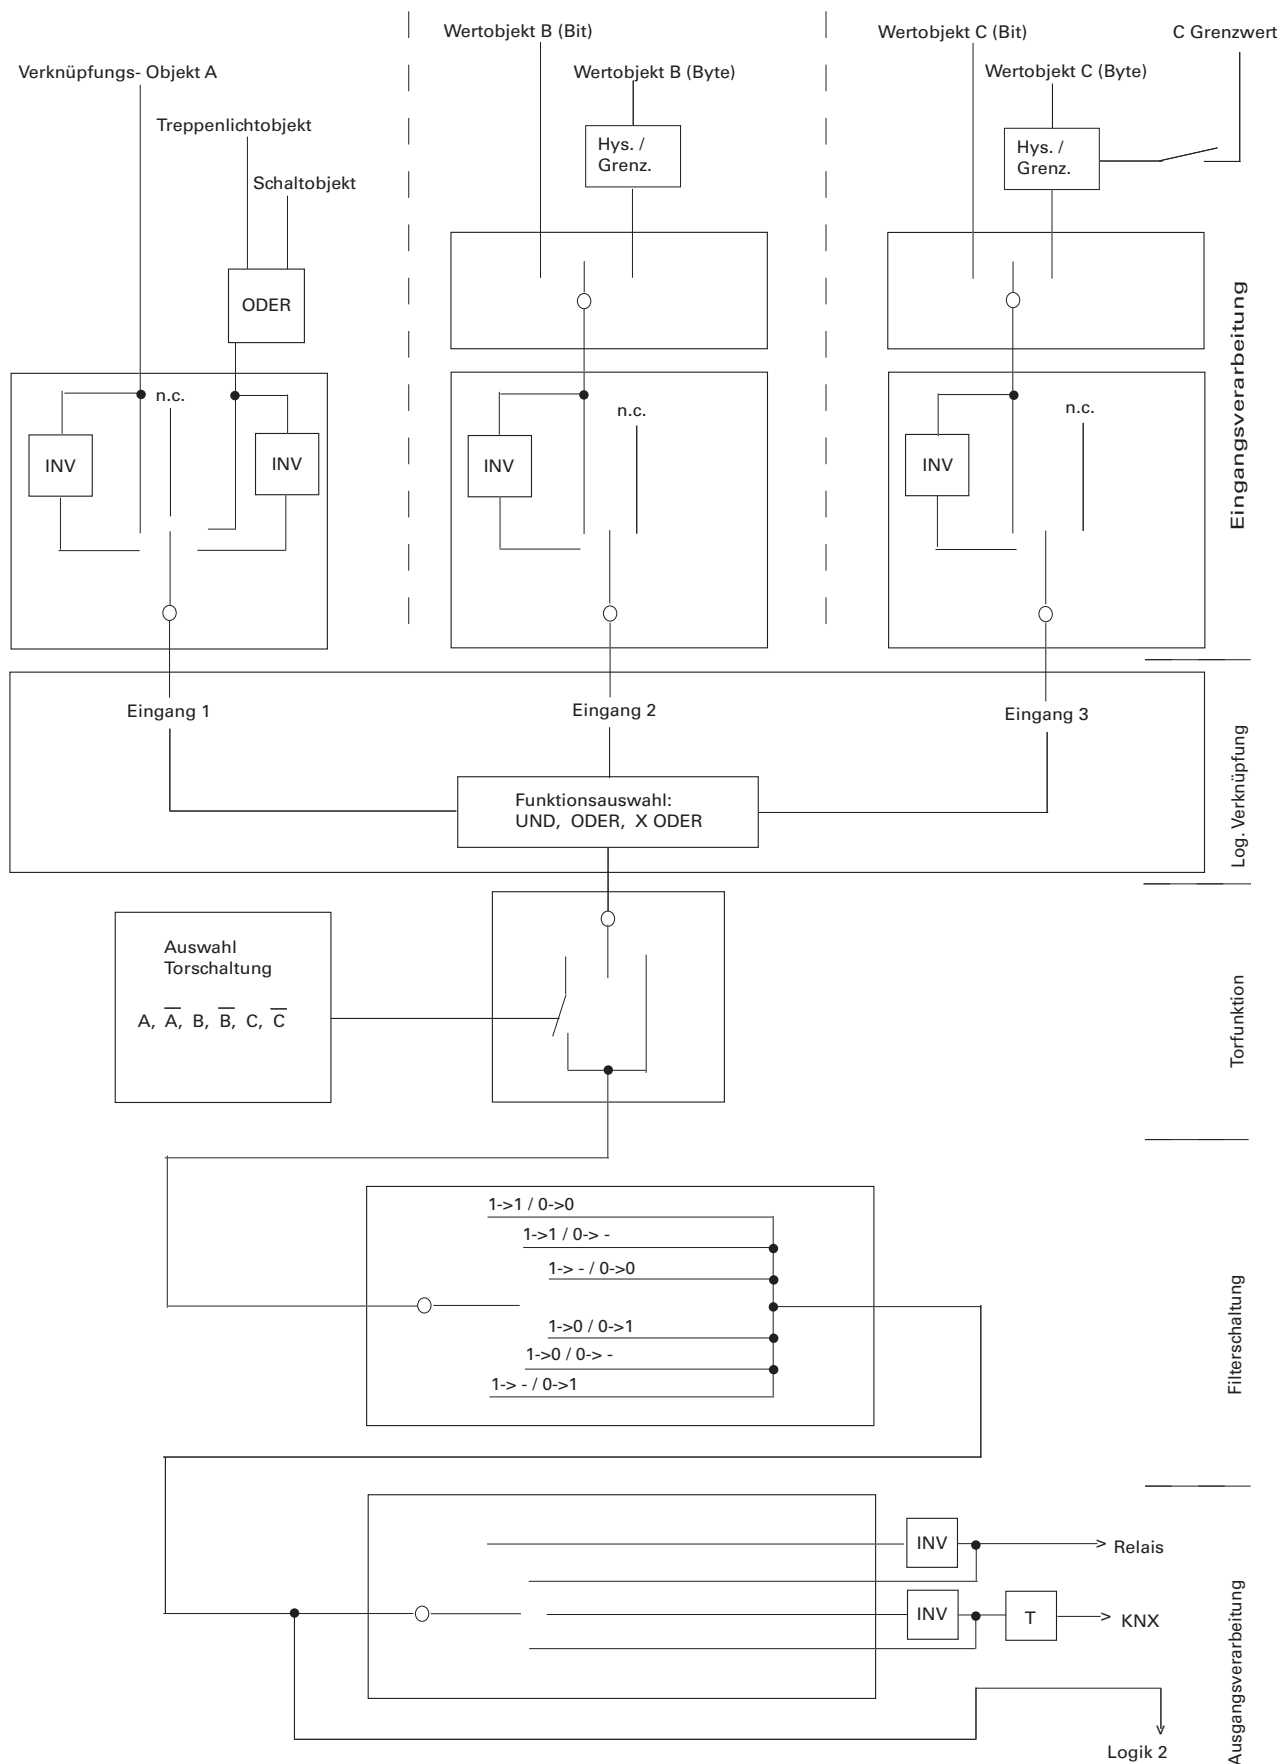 Wertobjekt B (Bit)
Wertobjekt C (Bit)
C Grenzwert
Verknüpfungs- Objekt A
Wertobjekt B (Byte)
Wertobjekt C (Byte)
Treppenlichtobjekt
Schaltobjekt
Hys. /
Grenz.
Hys. /
Grenz.
ODER
Eingangsverarbeitung
n.c.
n.c.
n.c.
INV
INV
INV
INV
Eingang 1
Eingang 2
Eingang 3
Log. Verknüpfung
Funktionsauswahl:
UND, ODER, X ODER
Auswahl
Torschaltung
A, A̅, B, B̅, C, C̅
Torfunktion
1->1 / 0->0
1->1 / 0-> -
1-> - / 0->0
1->0 / 0->1
1->0 / 0-> -
1-> - / 0->1
Filterschaltung
INV
> Relais
INV
T
> KNX
Ausgangsverarbeitung
Logik 2